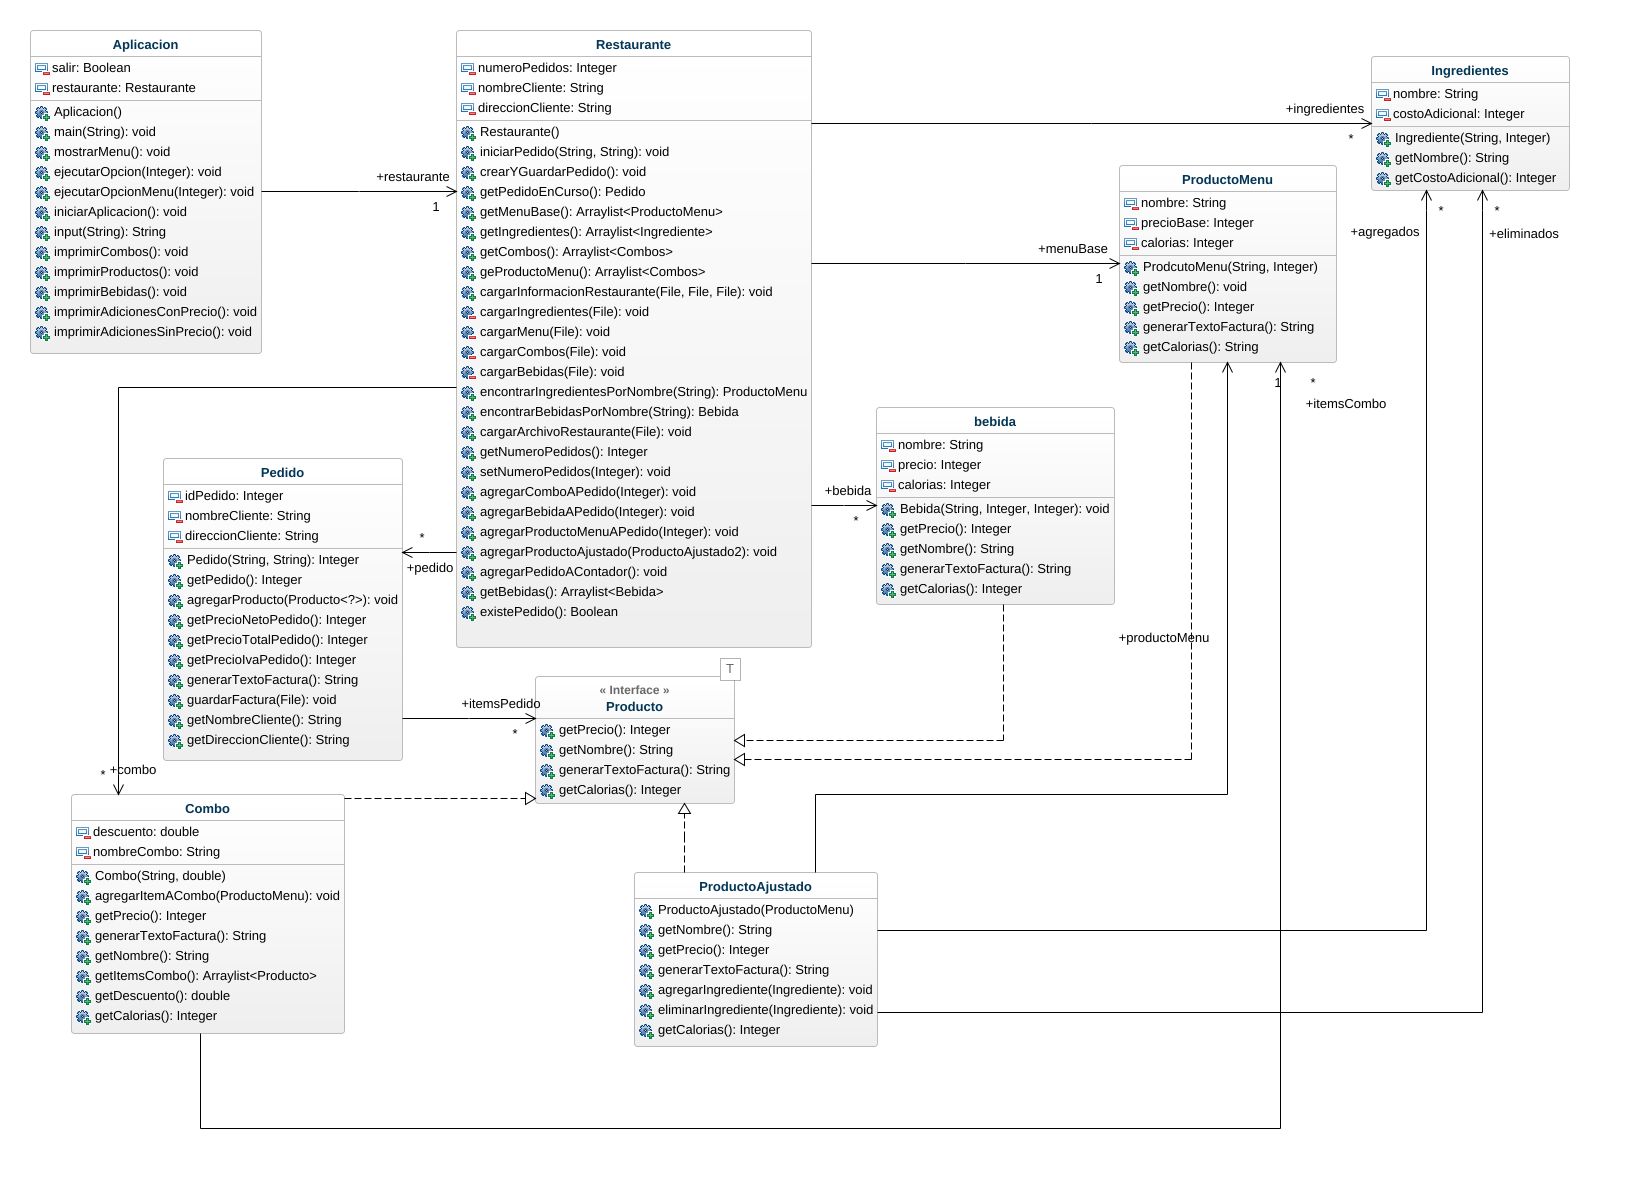 Aplicacion
salir: Boolean
restaurante: Restaurante
Aplicacion()
main(String): void
mostrarMenu(): void
ejecutarOpcion(Integer): void
ejecutarOpcionMenu(Integer): void
iniciarAplicacion(): void
input(String): String
imprimirCombos(): void
imprimirProductos(): void
imprimirBebidas(): void
imprimirAdicionesConPrecio(): void
imprimirAdicionesSinPrecio(): void
+restaurante
1
Restaurante
numeroPedidos: Integer
nombreCliente: String
direccionCliente: String
Restaurante()
iniciarPedido(String, String): void
crearYGuardarPedido(): void
getPedidoEnCurso(): Pedido
getMenuBase(): Arraylist<ProductoMenu>
getIngredientes(): Arraylist<Ingrediente>
getCombos(): Arraylist<Combos>
geProductoMenu(): Arraylist<Combos>
cargarInformacionRestaurante(File, File, File): void
cargarIngredientes(File): void
cargarMenu(File): void
cargarCombos(File): void
cargarBebidas(File): void
encontrarIngredientesPorNombre(String): ProductoMenu
encontrarBebidasPorNombre(String): Bebida
cargarArchivoRestaurante(File): void
getNumeroPedidos(): Integer
setNumeroPedidos(Integer): void
agregarComboAPedido(Integer): void
agregarBebidaAPedido(Integer): void
agregarProductoMenuAPedido(Integer): void
agregarProductoAjustado(ProductoAjustado2): void
agregarPedidoAContador(): void
getBebidas(): Arraylist<Bebida>
existePedido(): Boolean
+ingredientes
*
Ingredientes
nombre: String
costoAdicional: Integer
Ingrediente(String, Integer)
getNombre(): String
getCostoAdicional(): Integer
*
*
+agregados
+eliminados
+menuBase
1
ProductoMenu
nombre: String
precioBase: Integer
calorias: Integer
ProdcutoMenu(String, Integer)
getNombre(): void
getPrecio(): Integer
generarTextoFactura(): String
getCalorias(): String
1
*
+itemsCombo
+productoMenu
+bebida
*
bebida
nombre: String
precio: Integer
calorias: Integer
Bebida(String, Integer, Integer): void
getPrecio(): Integer
getNombre(): String
generarTextoFactura(): String
getCalorias(): Integer
*
+pedido
Pedido
idPedido: Integer
nombreCliente: String
direccionCliente: String
Pedido(String, String): Integer
getPedido(): Integer
agregarProducto(Producto<?>): void
getPrecioNetoPedido(): Integer
getPrecioTotalPedido(): Integer
getPrecioIvaPedido(): Integer
generarTextoFactura(): String
guardarFactura(File): void
getNombreCliente(): String
getDireccionCliente(): String
+itemsPedido
*
T
« Interface »
Producto
getPrecio(): Integer
getNombre(): String
generarTextoFactura(): String
getCalorias(): Integer
* +combo
Combo
descuento: double
nombreCombo: String
Combo(String, double)
agregarItemACombo(ProductoMenu): void
getPrecio(): Integer
generarTextoFactura(): String
getNombre(): String
getItemsCombo(): Arraylist<Producto>
getDescuento(): double
getCalorias(): Integer
ProductoAjustado
ProductoAjustado(ProductoMenu)
getNombre(): String
getPrecio(): Integer
generarTextoFactura(): String
agregarIngrediente(Ingrediente): void
eliminarIngrediente(Ingrediente): void
getCalorias(): Integer